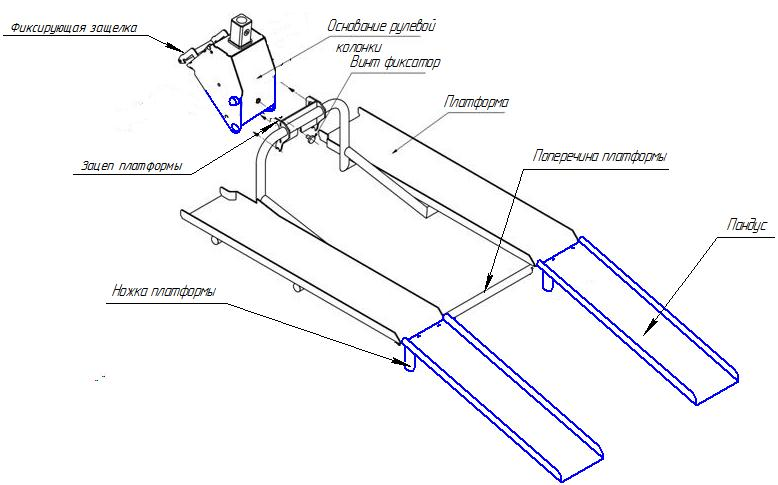 Фиксирующая защелка
Основание рулевой
колонки
Винт фиксатор
Платформа
Зацеп платформы
Поперечина платформы
Пандус
Ножка платформы